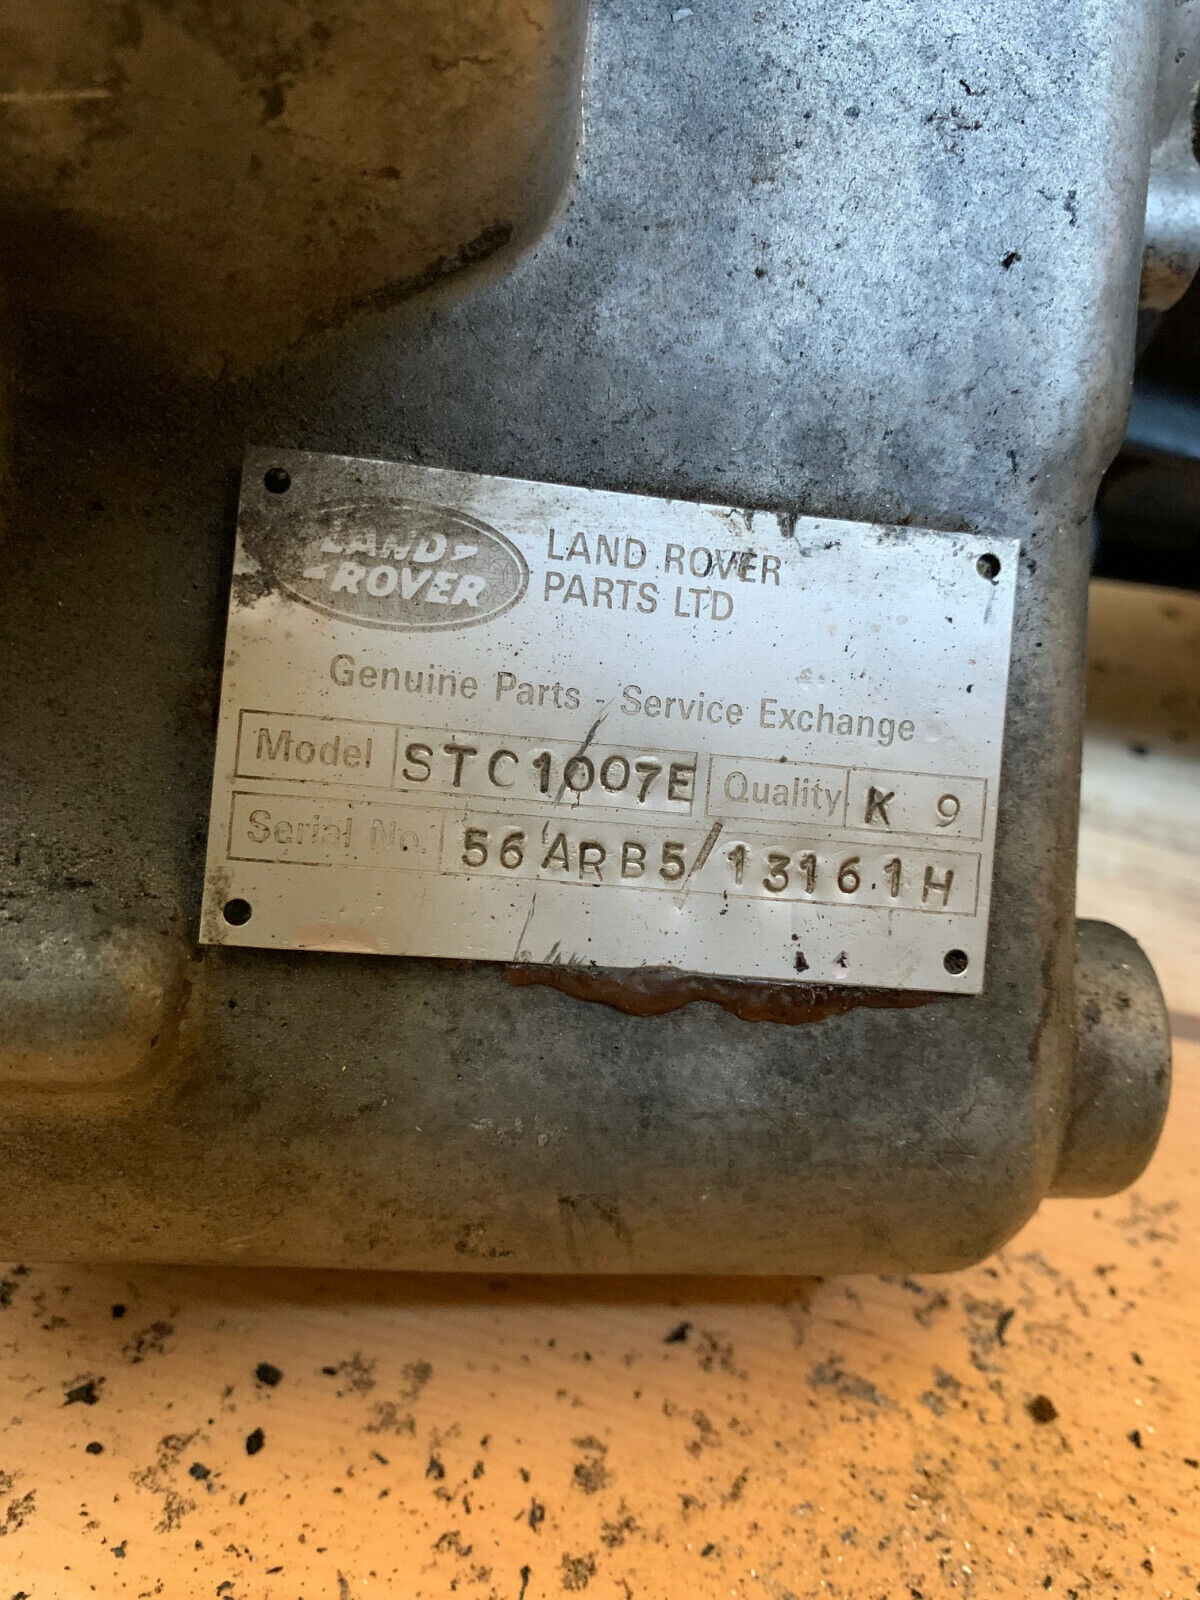 LAND
ROVER
LAND ROVER
PARTS LTD
Genuine Parts - Service Exchange
Model STC1007E Quality K 9
Serial No. 56ARB5/13161H